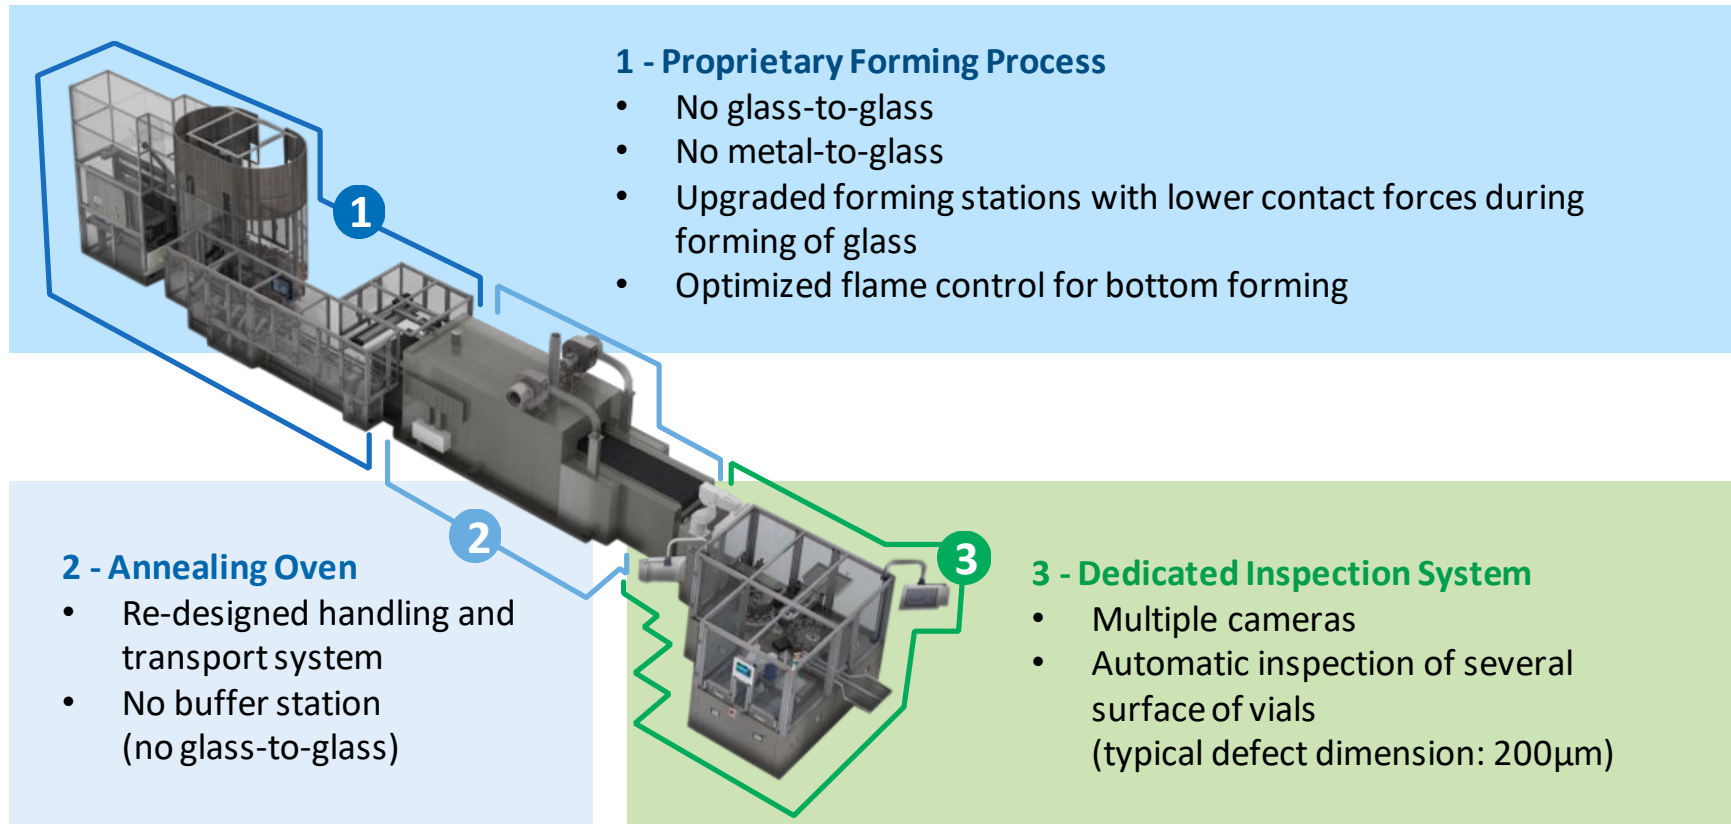 1 - Proprietary Forming Process
• No glass-to-glass
• No metal-to-glass
• Upgraded forming stations with lower contact forces during
forming of glass
• Optimized flame control for bottom forming
1
2
3
2 - Annealing Oven
• Re-designed handling and
transport system
• No buffer station
(no glass-to-glass)
3 - Dedicated Inspection System
• Multiple cameras
• Automatic inspection of several
surface of vials
(typical defect dimension: 200µm)